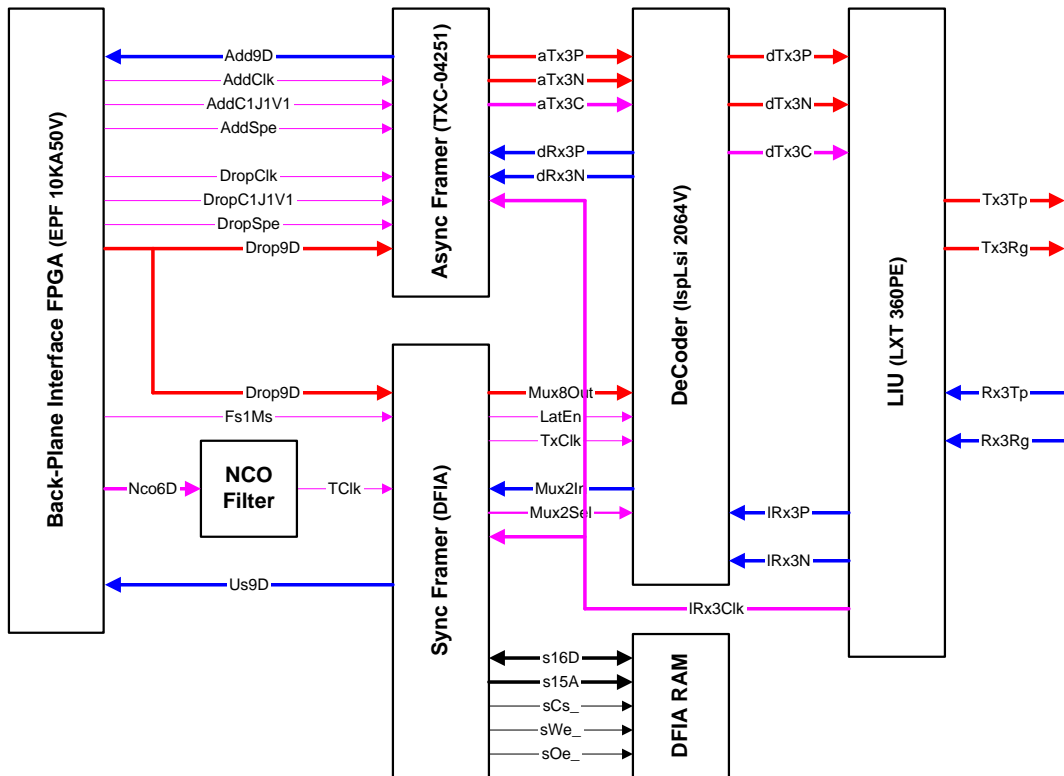 Back-Plane Interface FPGA (EPF 10KA50V)
Add9D
AddClk
AddC1J1V1
AddSpe
DropClk
DropC1J1V1
DropSpe
Drop9D
Drop9D
Fs1Ms
Nco6D
NCO
Filter
TClk
Us9D
Async Framer (TXC-04251)
Sync Framer (DFIA)
aTx3P
aTx3N
aTx3C
dRx3P
dRx3N
Mux8Out
LatEn
TxClk
Mux2In
Mux2Sel
s16D
s15A
sCs_
sWe_
sOe_
DeCoder (IspLsi 2064V)
DFIA RAM
dTx3P
dTx3N
dTx3C
lRx3P
lRx3N
lRx3Clk
LIU (LXT 360PE)
Tx3Tp
Tx3Rg
Rx3Tp
Rx3Rg